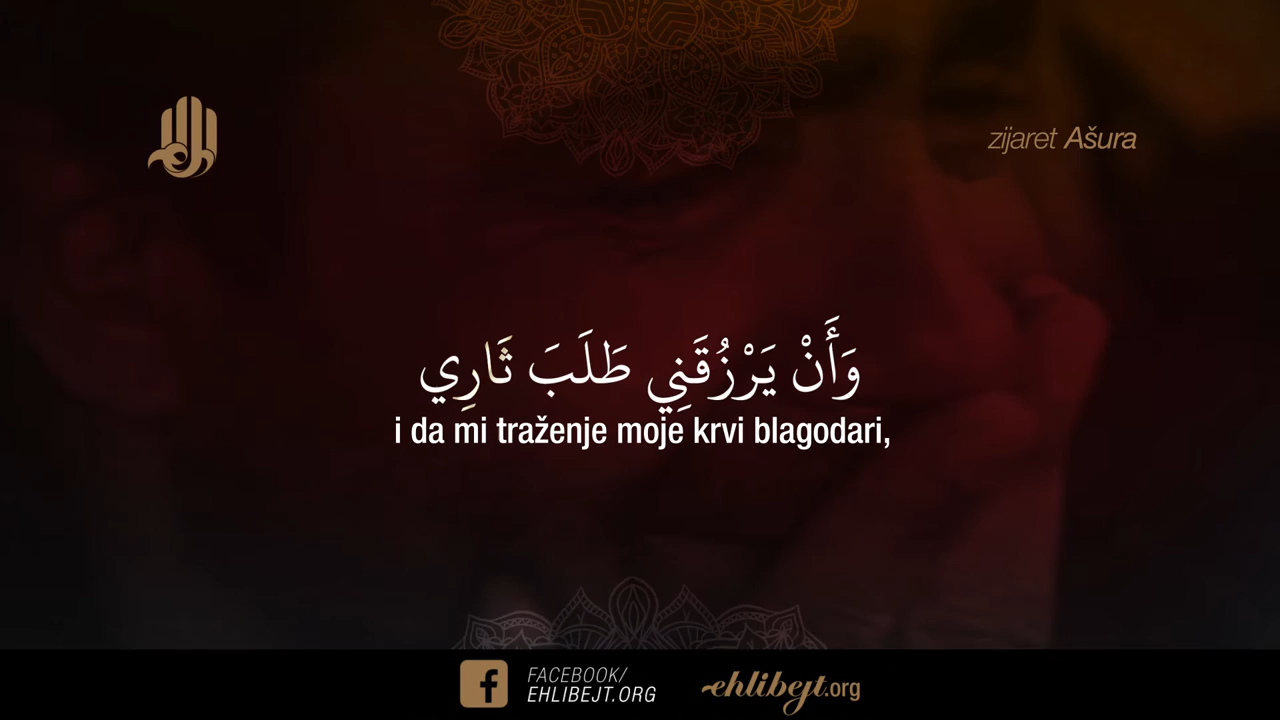 zijaret Ašura
وَأَنْ يَرْزُقَنِي طَلَبَ ثَارِي
i da mi traženje moje krvi blagodari,
FACEBOOK/
EHLIBEJT.ORG
ehlibejt.org